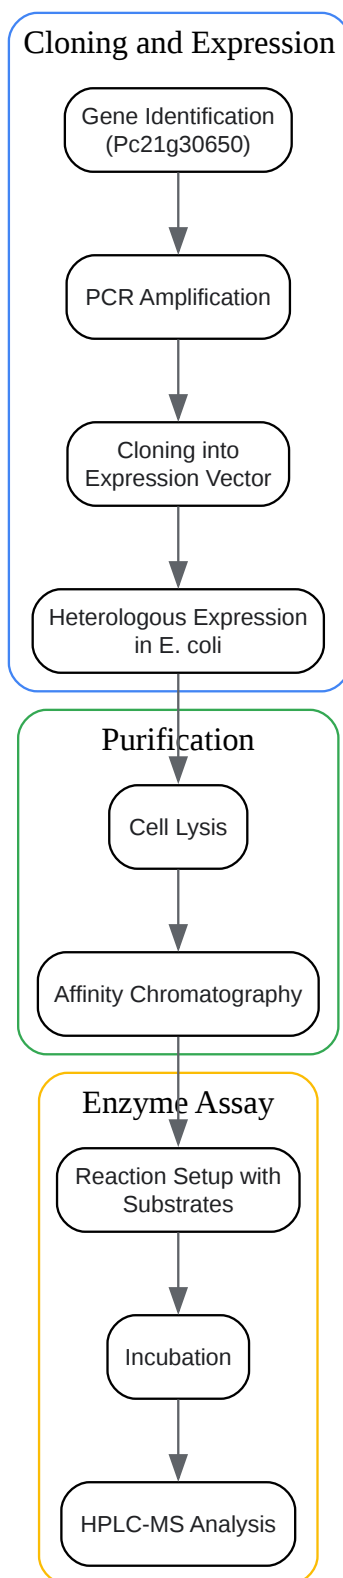 Cloning and Expression
Gene Identification
(Pc21g30650)
PCR Amplification
Cloning into
Expression Vector
Heterologous Expression
in E. coli
Purification
Cell Lysis
Affinity Chromatography
Enzyme Assay
Reaction Setup with
Substrates
Incubation
HPLC-MS Analysis